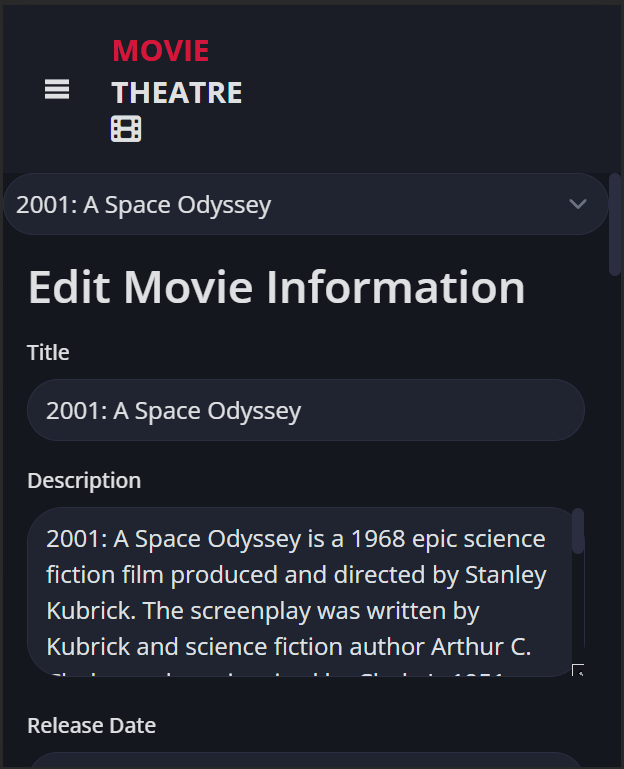 MOVIE
THEATRE
2001: A Space Odyssey
Edit Movie Information
Title
2001: A Space Odyssey
Description
2001: A Space Odyssey is a 1968 epic science
fiction film produced and directed by Stanley
Kubrick. The screenplay was written by
Kubrick and science fiction author Arthur C.
Release Date